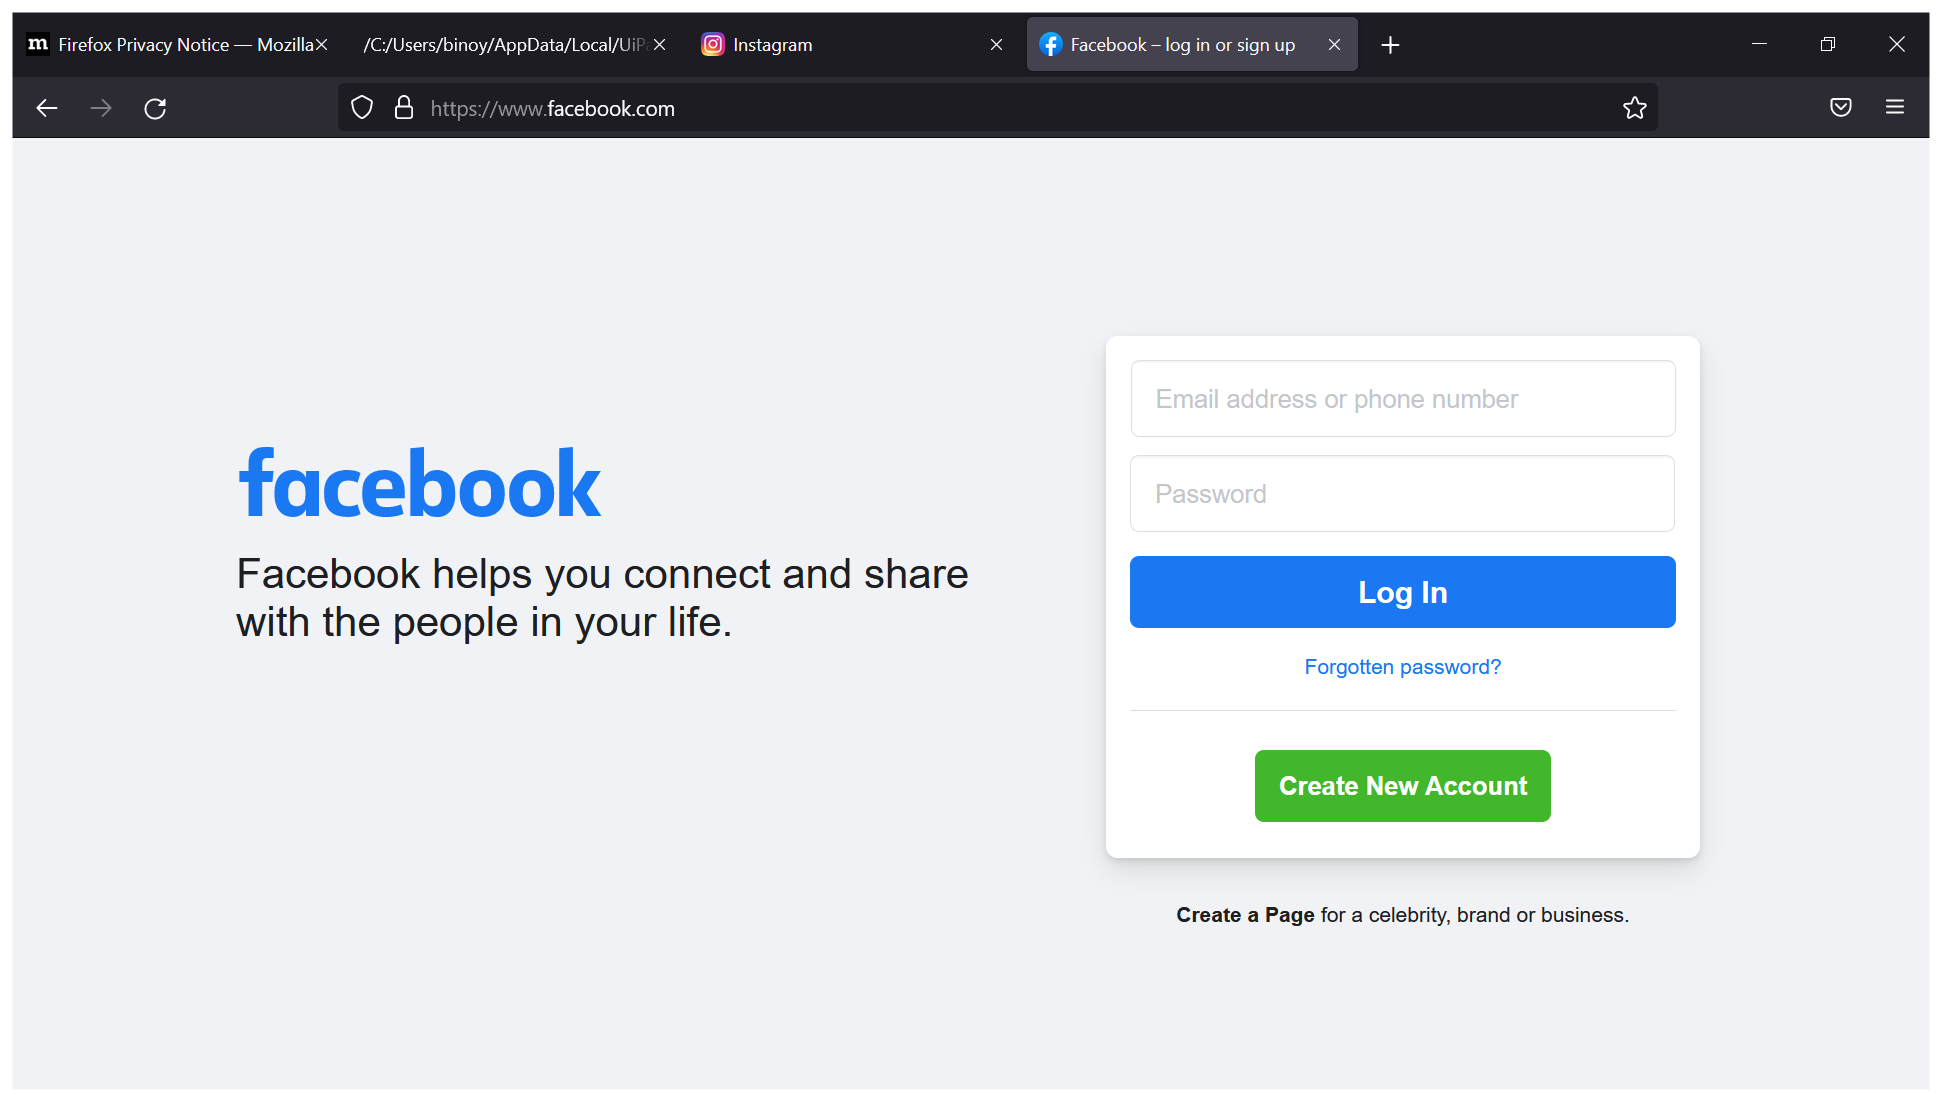 Firefox Privacy Notice — Mozilla
/C:/Users/binoy/AppData/Local/UiPa
Instagram
Facebook – log in or sign up
https://www.facebook.com
facebook
Facebook helps you connect and share
with the people in your life.
Email address or phone number
Password
Log In
Forgotten password?
Create New Account
Create a Page for a celebrity, brand or business.